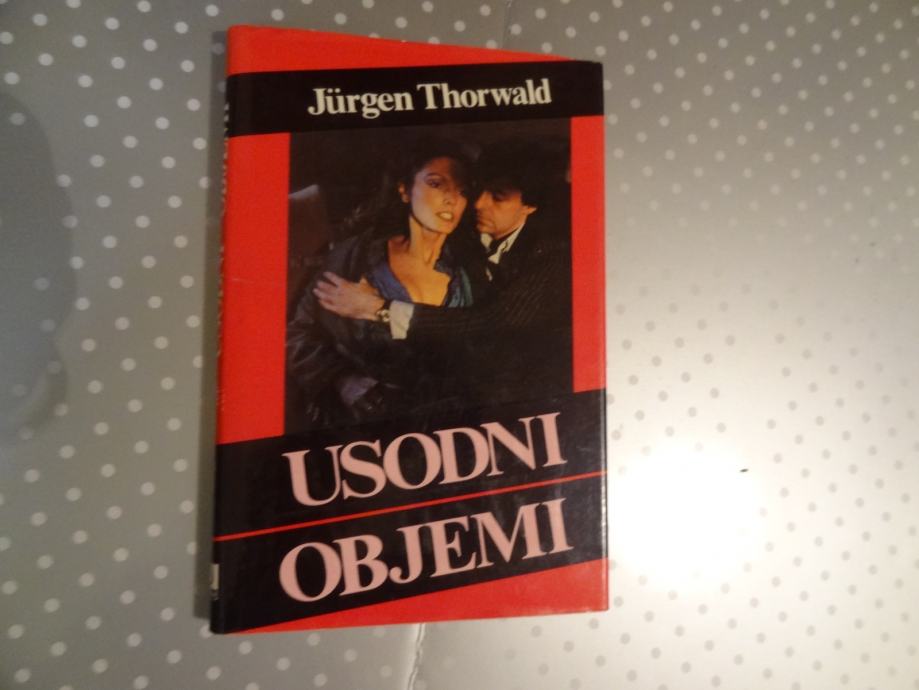 Jürgen Thorwald
USODNI
OBJEMI